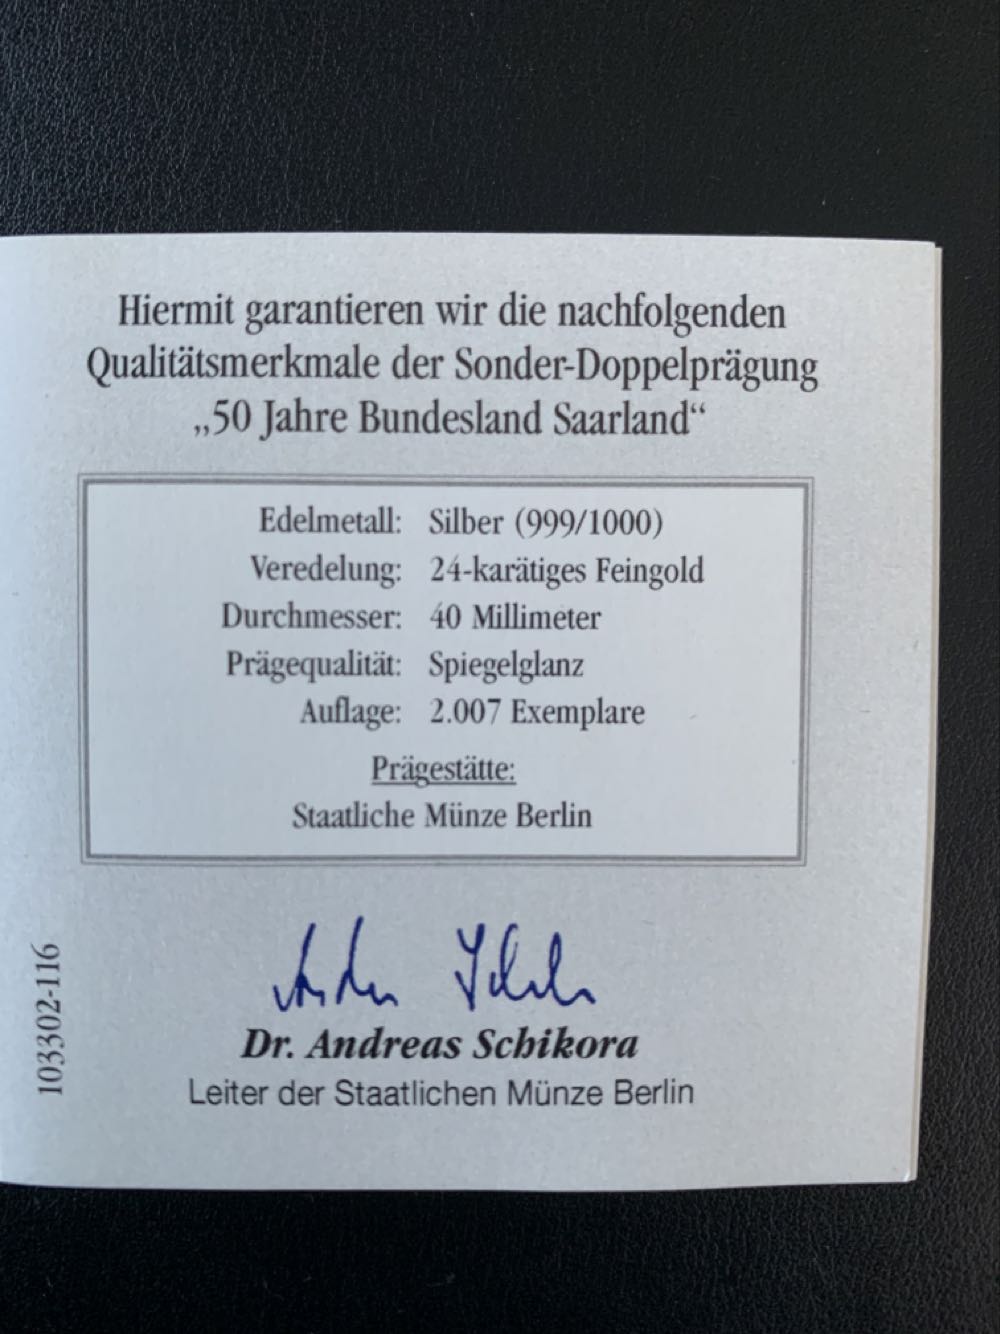 Hiermit garantieren wir die nachfolgenden
Qualitätsmerkmale der Sonder-Doppelprägung
„50 Jahre Bundesland Saarland“
Edelmetall: Silber (999/1000)
Veredelung: 24-karätiges Feingold
Durchmesser: 40 Millimeter
Prägequalität: Spiegelglanz
Auflage: 2.007 Exemplare
Prägestätte:
Staatliche Münze Berlin
Dr. Andreas Schikora
Leiter der Staatlichen Münze Berlin
103302-116